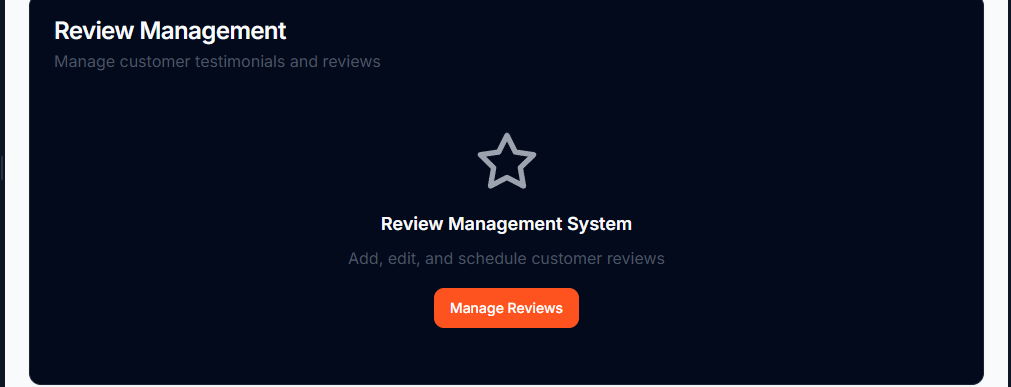 Review Management
Manage customer testimonials and reviews
Review Management System
Add, edit, and schedule customer reviews
Manage Reviews